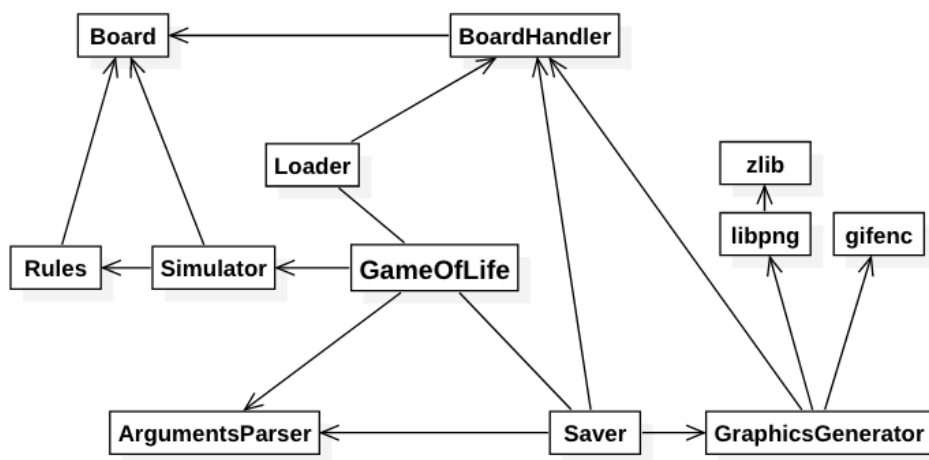 Board
BoardHandler
Loader
zlib
libpng
gifenc
Rules
Simulator
GameOfLife
ArgumentsParser
Saver
GraphicsGenerator